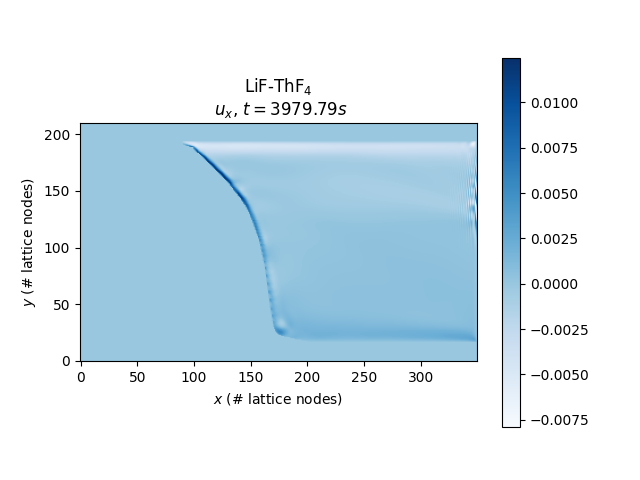 LiF-ThF₄
uₓ, t = 3979.79s
200
150
100
50
0
y (# lattice nodes)
0 50 100 150 200 250 300
x (# lattice nodes)
0.0100
0.0075
0.0050
0.0025
0.0000
−0.0025
−0.0050
−0.0075